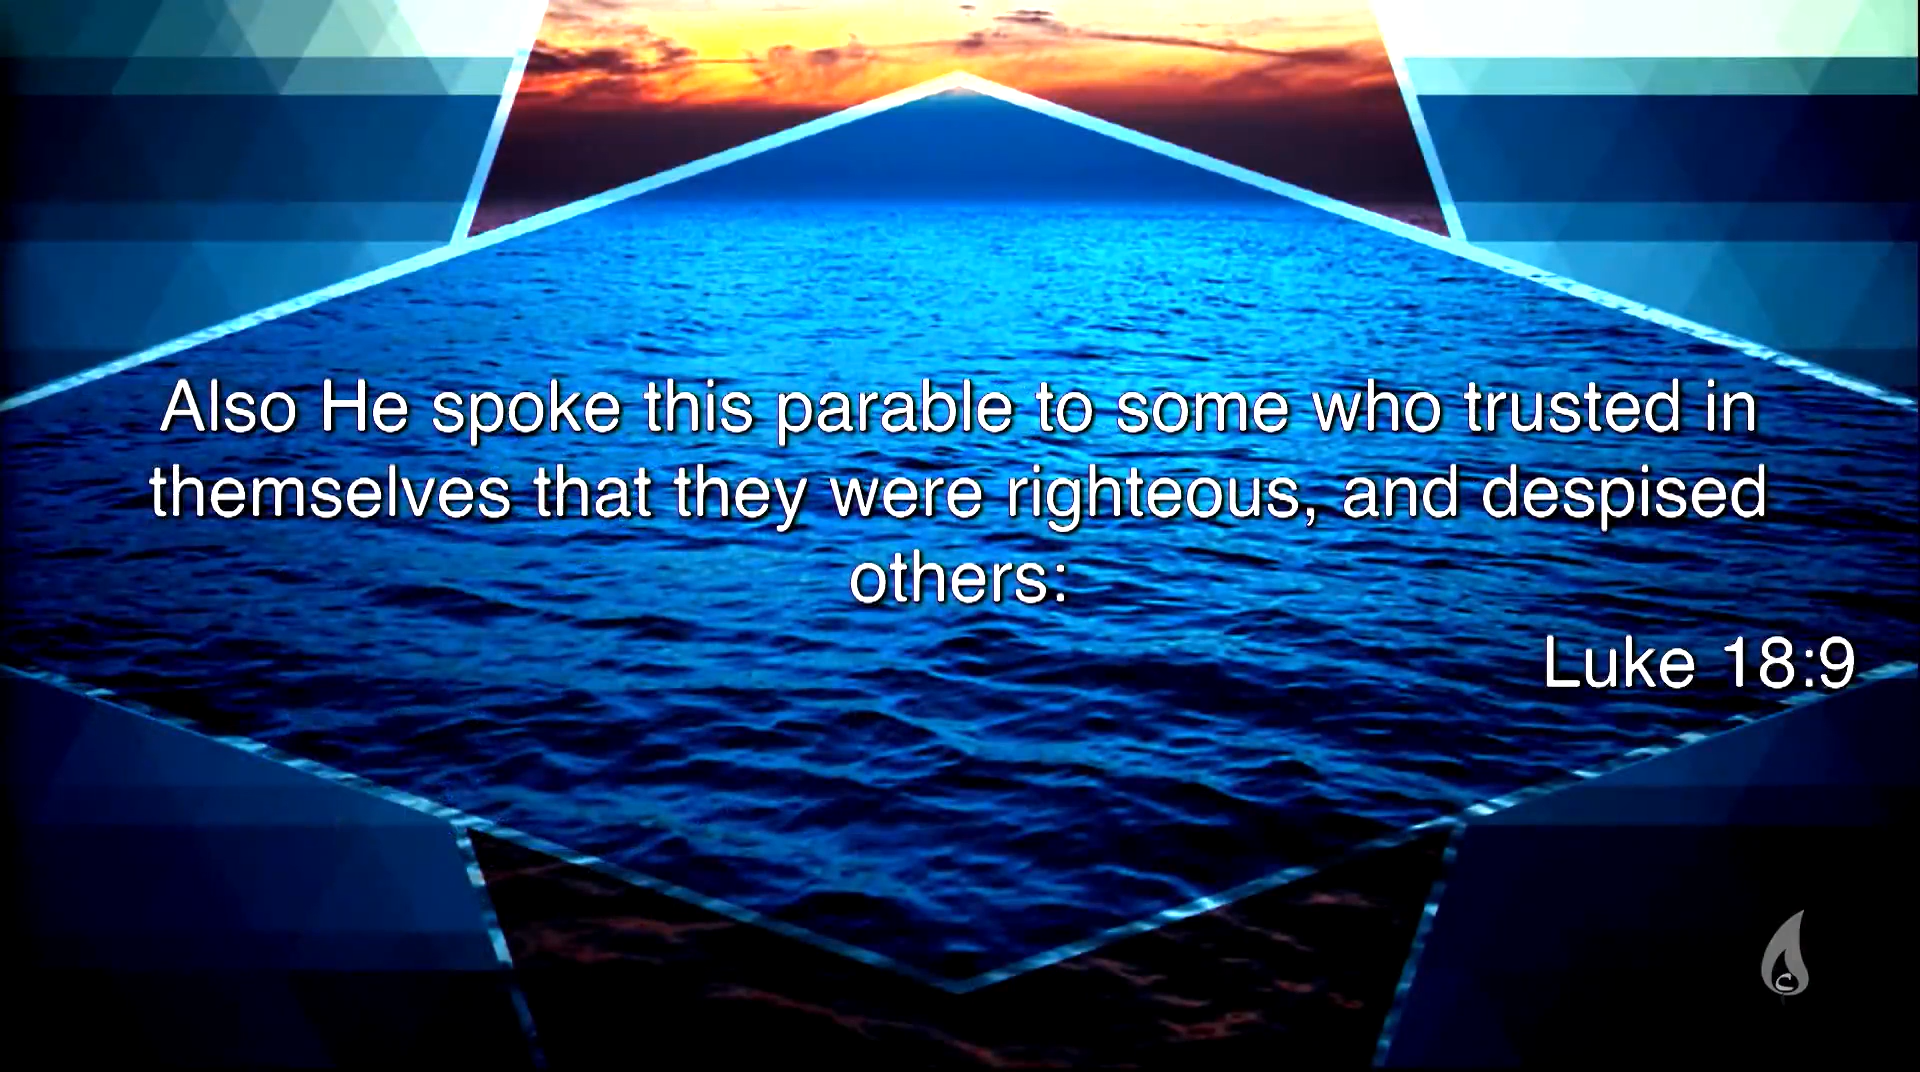 Also He spoke this parable to some who trusted in
themselves that they were righteous, and despised
others:
Luke 18:9
C